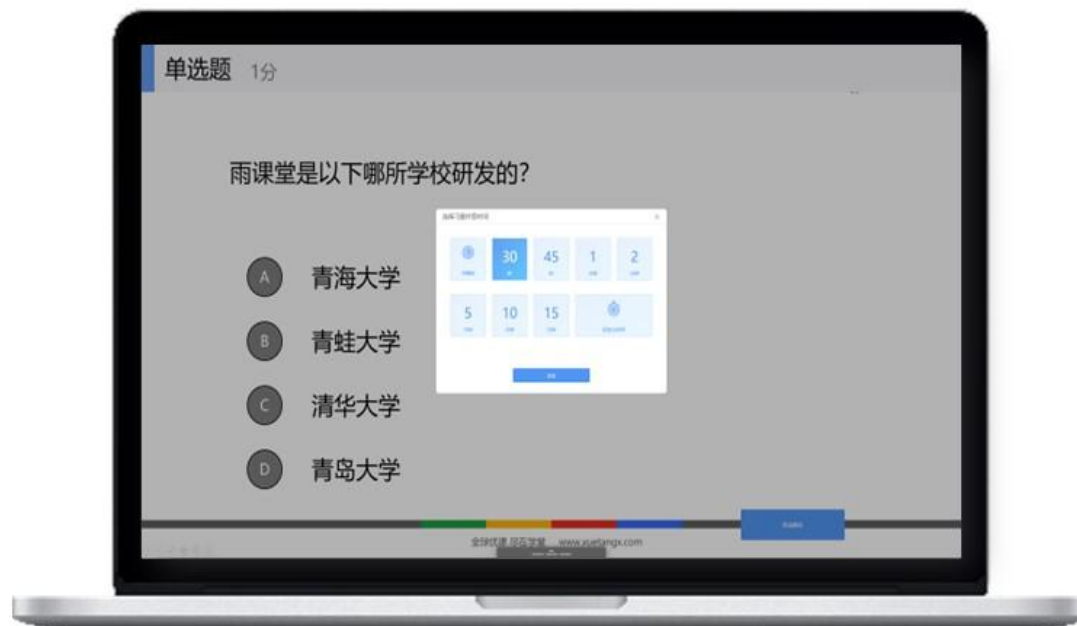 单选题 1分
雨课堂是以下哪所学校研发的?
A 青海大学
B 青蛙大学
C 清华大学
D 青岛大学
30 45 1 2
5 10 15
www.xuetangx.com